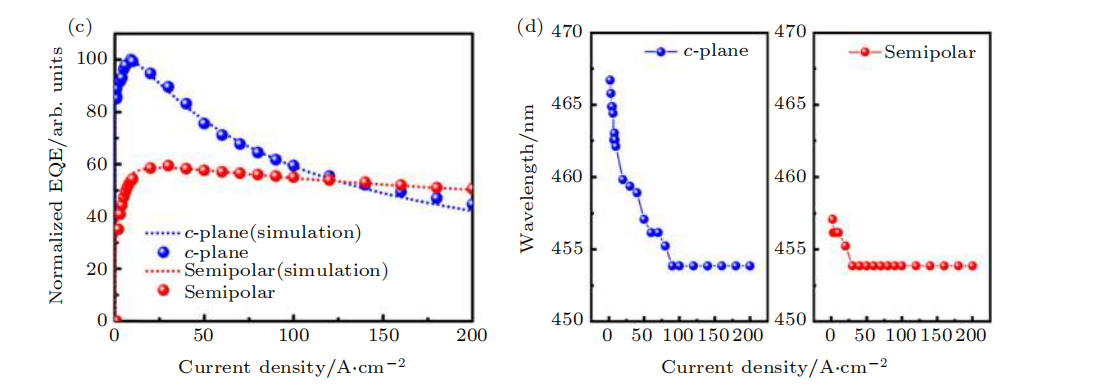 (c)
Normalized EQE/arb. units
100
80
60
40
20
0
c-plane(simulation)
c-plane
Semipolar(simulation)
Semipolar
0 50 100 150 200
Current density/A·cm−2
(d)
Wavelength/nm
470
465
460
455
450
c-plane
0 50 100 150 200
470
465
460
455
450
Semipolar
0 50 100 150 200
Current density/A·cm−2